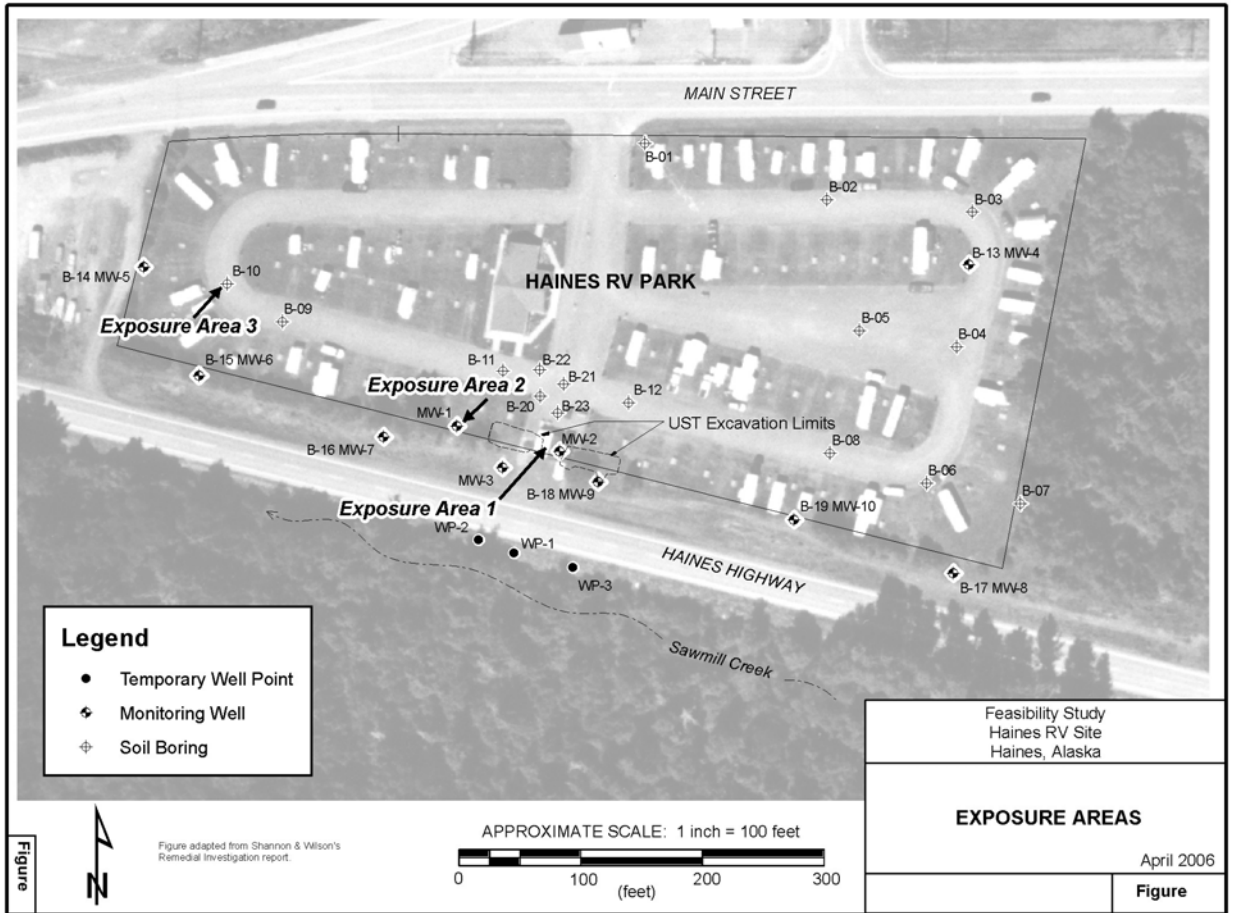 MAIN STREET
B-01
B-02
B-03
B-13 MW-4
B-14 MW-5
B-10
HAINES RV PARK
Exposure Area 3
B-09
B-05
B-04
B-15 MW-6
B-11
B-22
B-21
Exposure Area 2
B-20
B-12
B-23
MW-1
UST Excavation Limits
B-16 MW-7
MW-2
B-08
MW-3
B-18 MW-9
B-06
B-07
Exposure Area 1
B-19 MW-10
WP-2
WP-1
HAINES HIGHWAY
WP-3
B-17 MW-8
Sawmill Creek
Legend
Temporary Well Point
Monitoring Well
Soil Boring
Feasibility Study
Haines RV Site
Haines, Alaska
EXPOSURE AREAS
April 2006
Figure
Figure
N
Figure adapted from Shannon & Wilson's
Remedial Investigation report.
APPROXIMATE SCALE: 1 inch = 100 feet
0 100 200 300
(feet)